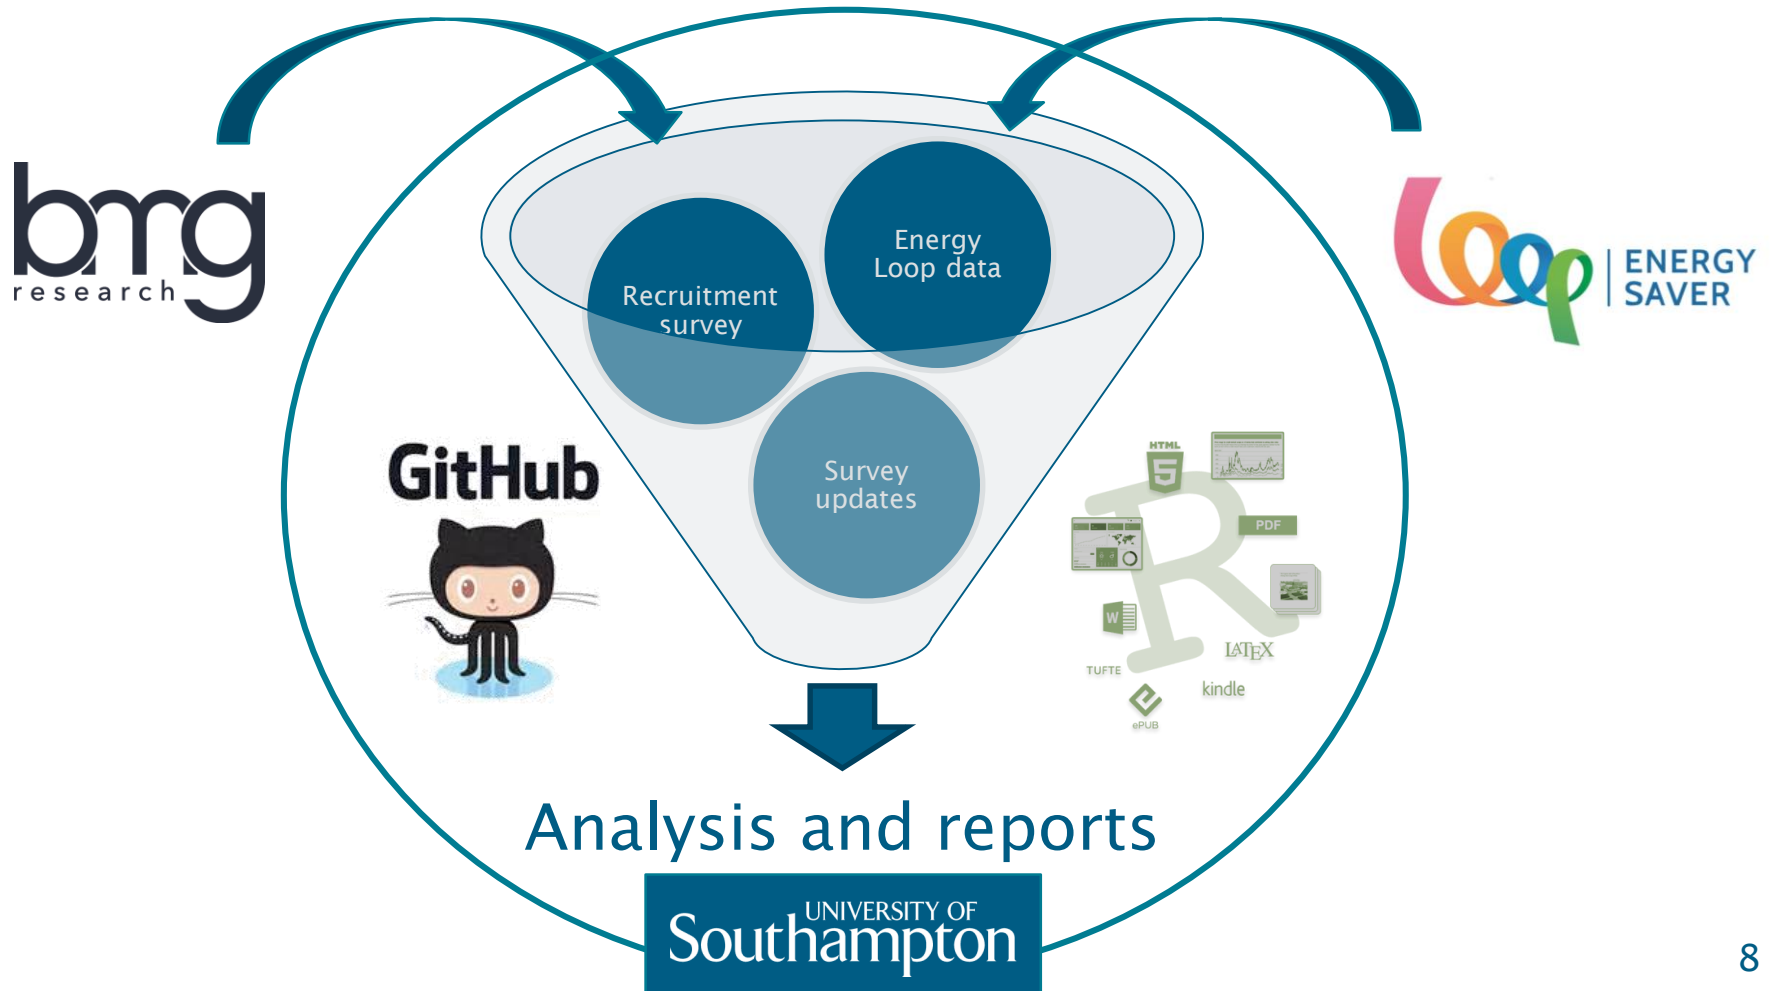 bmg
research
Energy
Loop data
Recruitment
survey
Survey
updates
Loop
ENERGY
SAVER
GitHub
HTML
5
R
PDF
W
LATEX
TUFTE
kindle
ePUB
Analysis and reports
UNIVERSITY OF
Southampton
8